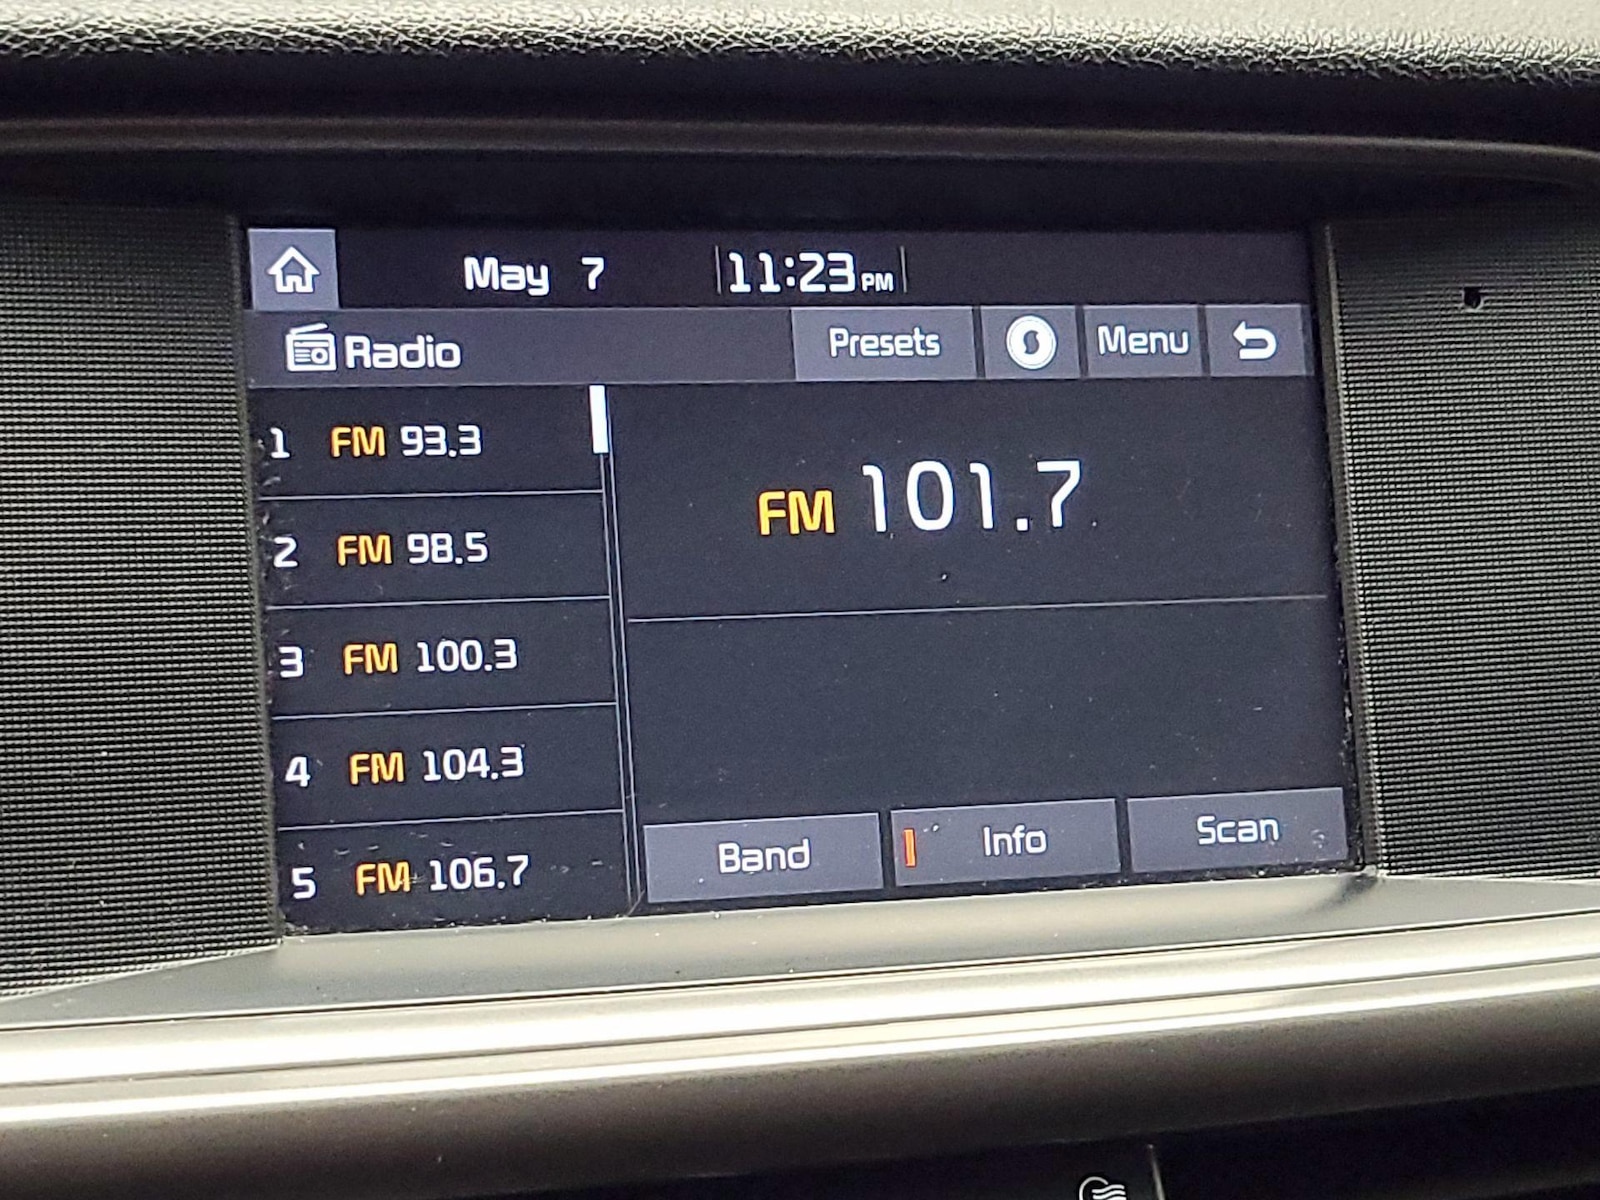 May 7 11:23 PM
Radio Presets Menu
1 FM 93.3
FM 101.7
2 FM 98.5
3 FM 100.3
4 FM 104.3
5 FM 106.7
Band Info Scan